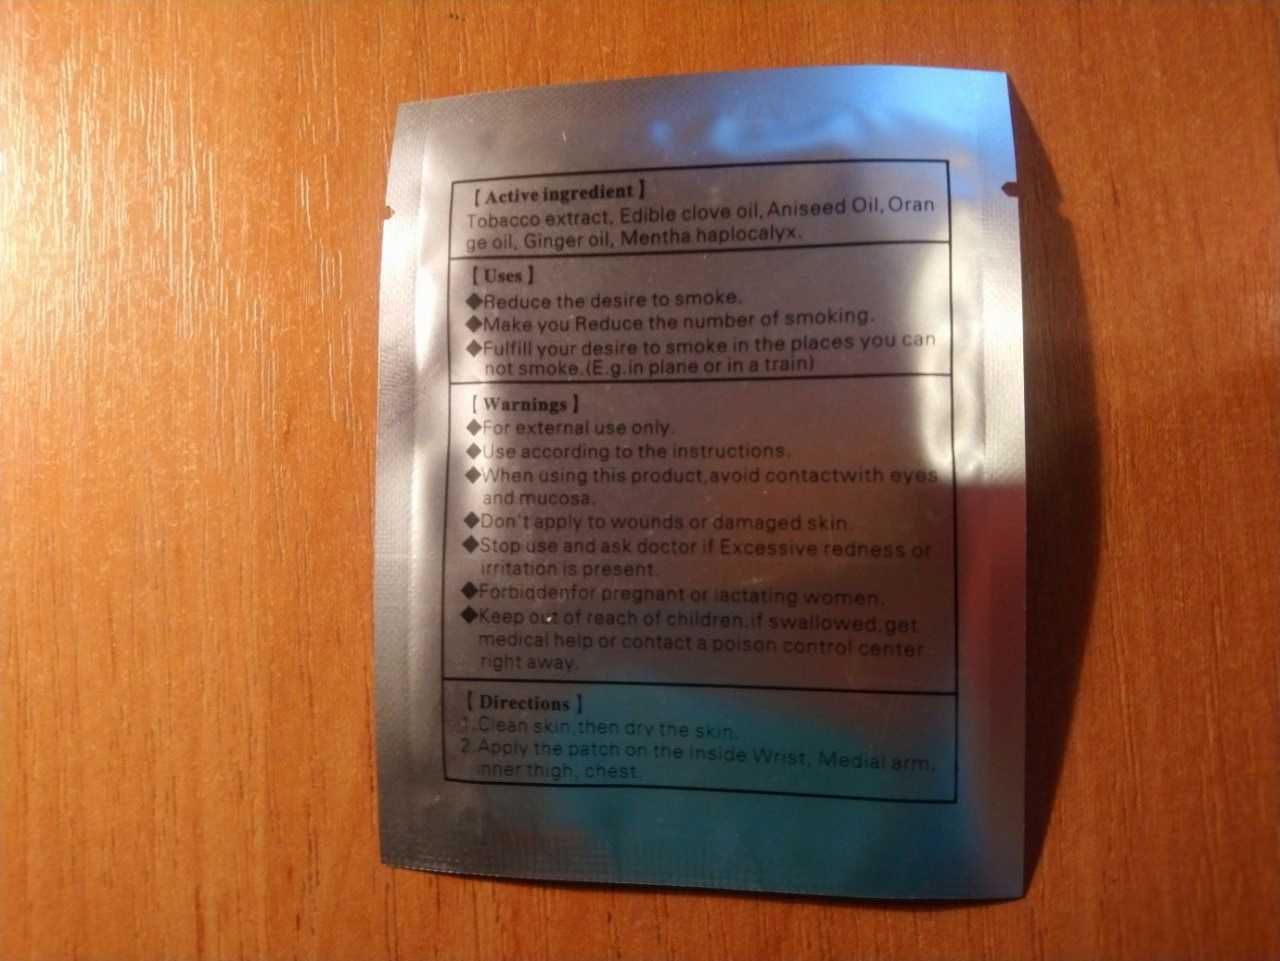 【Active ingredient】
Tobacco extract, Edible clove oil, Aniseed Oil, Oran
ge oil, Ginger oil, Mentha haplocalyx.
【Uses】
◆Reduce the desire to smoke.
◆Make you Reduce the number of smoking.
◆Fulfill your desire to smoke in the places you can
not smoke.(E.g.in plane or in a train)
【Warnings】
◆For external use only.
◆Use according to the instructions.
◆When using this product,avoid contactwith eyes
and mucosa.
◆Don't apply to wounds or damaged skin.
◆Stop use and ask doctor if Excessive redness or
irritation is present.
◆Forbiddenfor pregnant or lactating women.
◆Keep out of reach of children.if swallowed,get
medical help or contact a poison control center
right away.
【Directions】
1.Clean skin,then dry the skin.
2.Apply the patch on the inside Wrist, Medial arm,
inner thigh, chest.